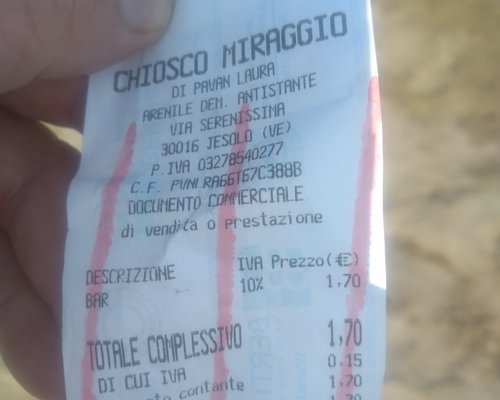 CHIOSCO MIRAGGIO
DI PAVAN LAURA
ARENILE DEM. ANTISTANTE
VIA SERENISSIMA
30016 JESOLO (VE)
P.IVA 03278540277
C.F. PVNLRA66T67C388B
DOCUMENTO COMMERCIALE
di vendita o prestazione
DESCRIZIONE IVA Prezzo(€)
BAR 10% 1,70
TOTALE COMPLESSIVO 1,70
DI CUI IVA 0,15
contante 1,70